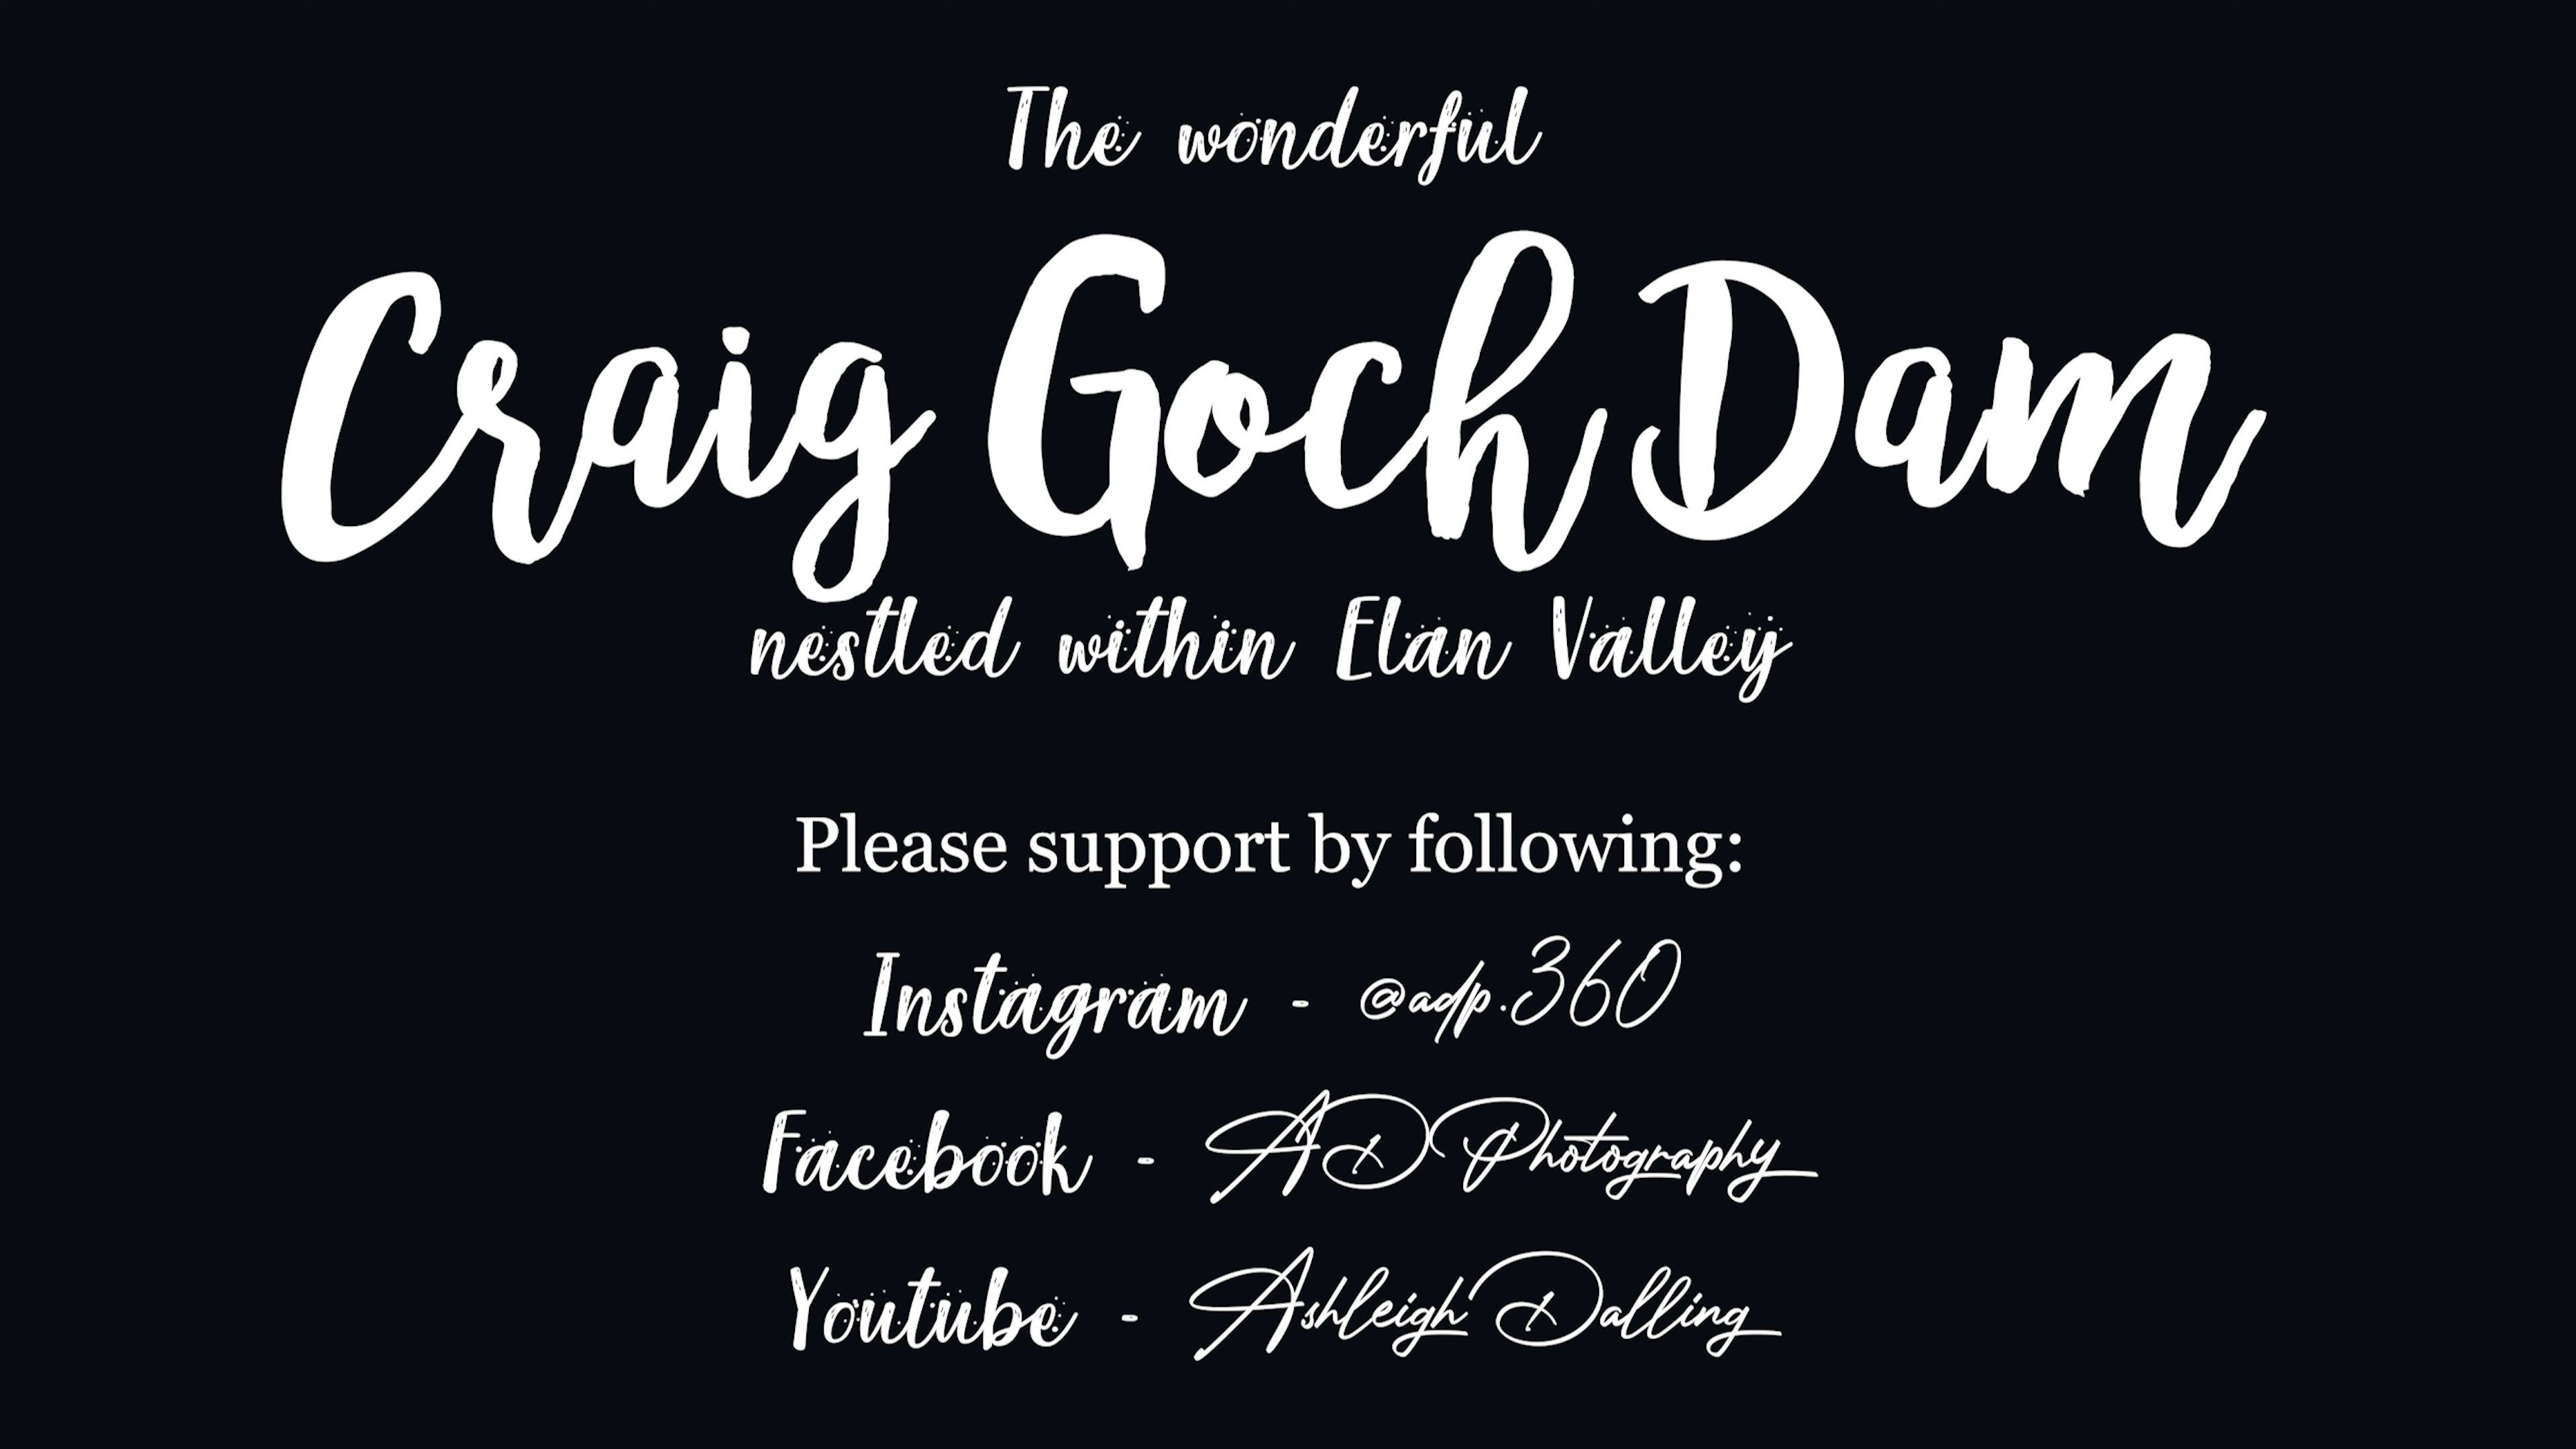 The wonderful
Craig Goch Dam
nestled within Elan Valley
Please support by following:
Instagram - @adp.360
Facebook - AD Photography
Youtube - Ashleigh Dalling